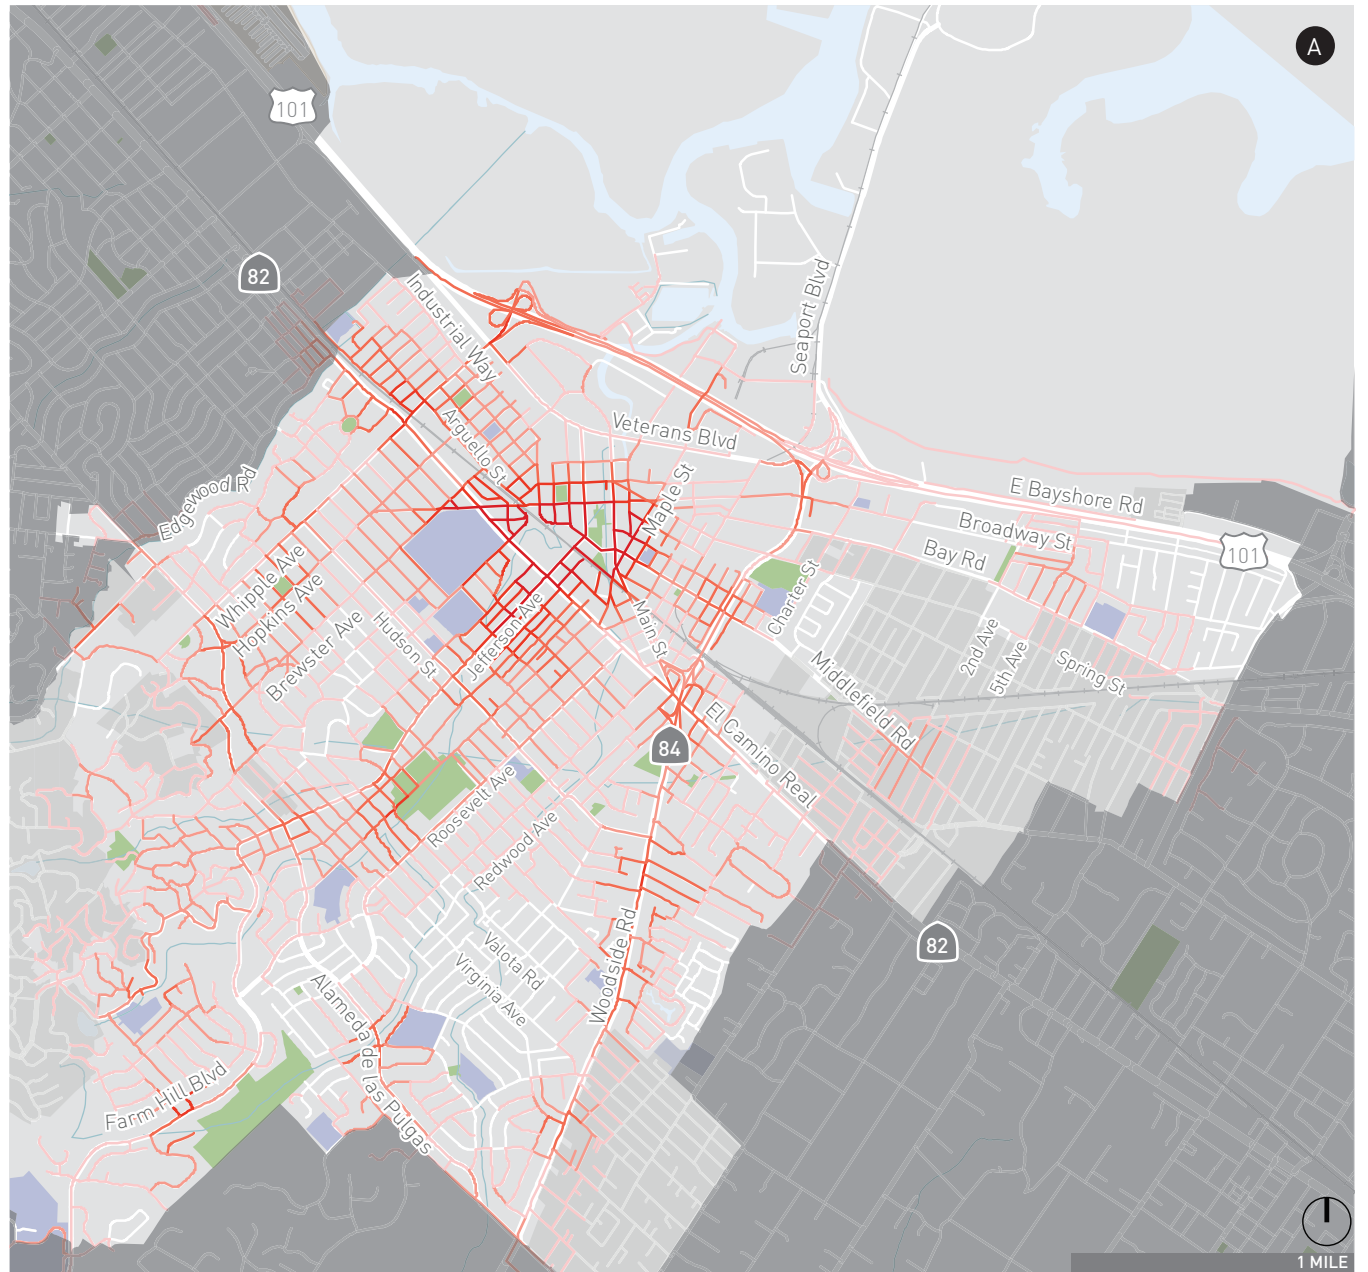 A
101
82
Industrial Way
Seaport Blvd
Arguello St
Veterans Blvd
Maple St
Edgewood Rd
E Bayshore Rd
Broadway St
101
Bay Rd
Whipple Ave
Hopkins Ave
Charter St
Brewster Ave
Hudson St
Jefferson Ave
Main St
2nd Ave
5th Ave
Spring St
Middlefield Rd
El Camino Real
84
Roosevelt Ave
Redwood Ave
82
Valota Rd
Virginia Ave
Woodside Rd
Alameda de las Pulgas
Farm Hill Blvd
1 MILE